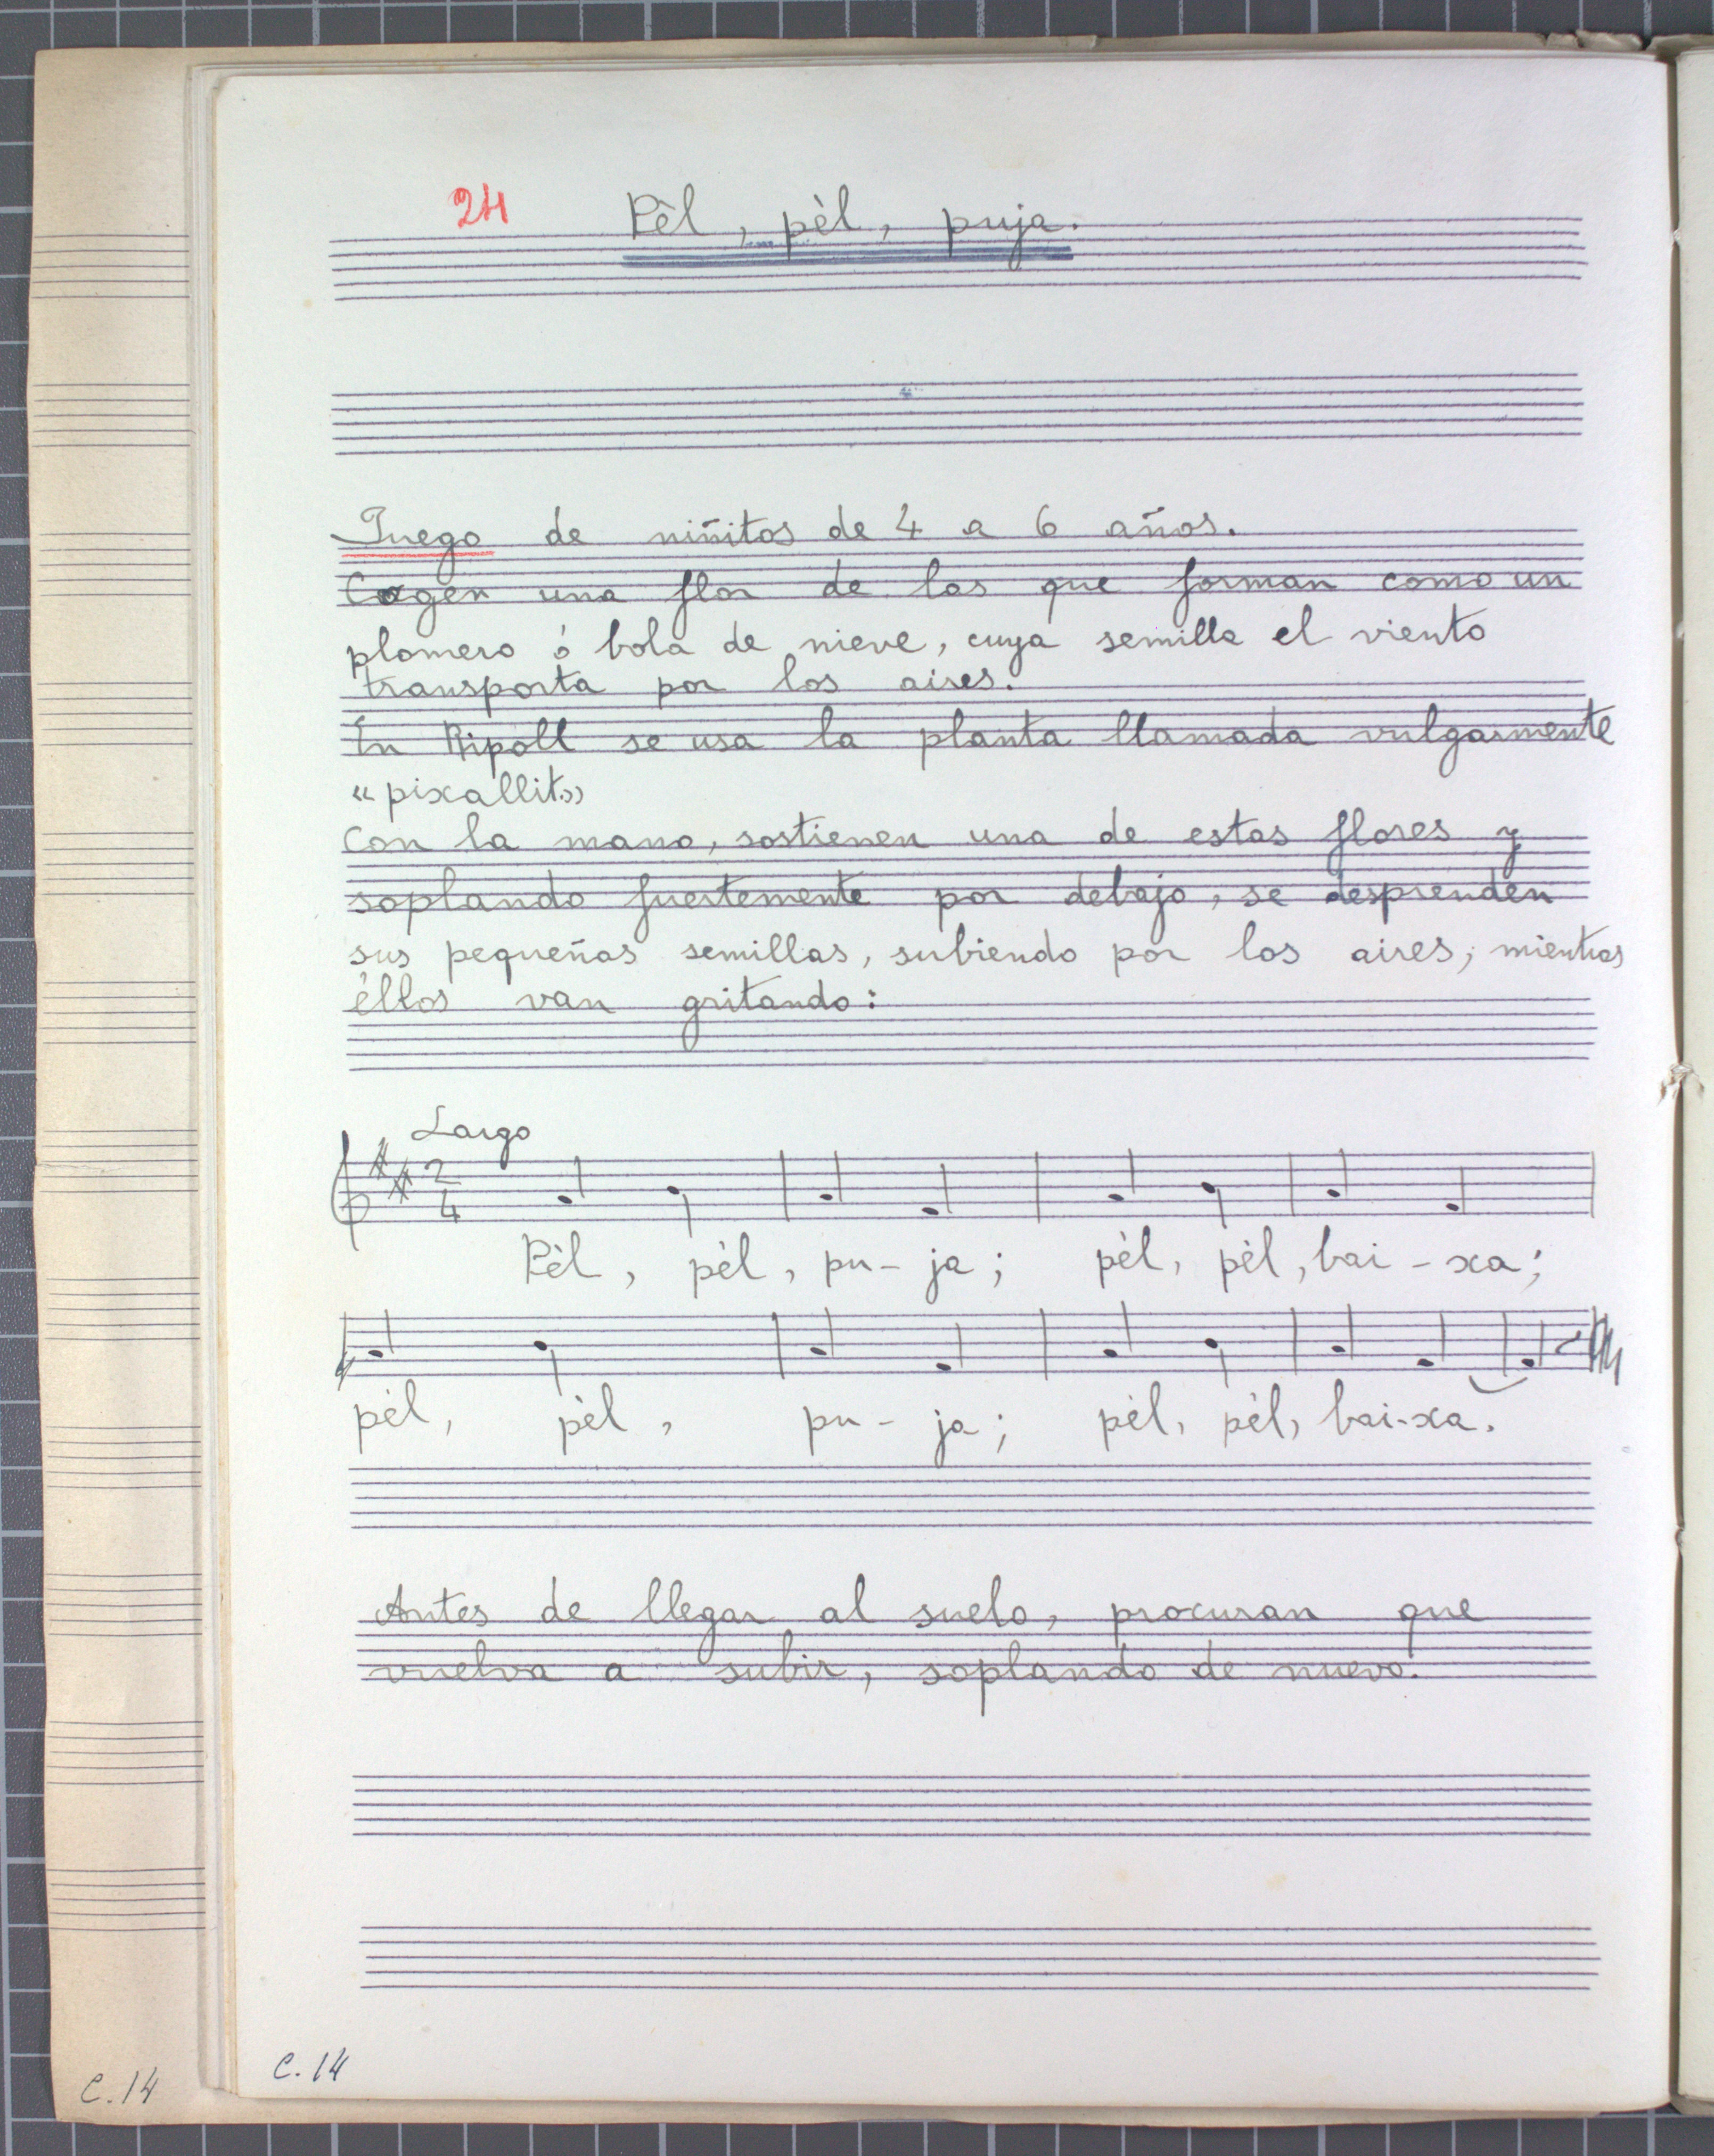 24 Pèl, pèl, puja.
Juego de niñitos de 4 a 6 años.
Cogen una flor de las que forman como un
plomero ó bola de nieve, cuya semilla el viento
transporta por los aires.
En Ripoll se usa la planta llamada vulgarmente
«pixallit»
Con la mano, sostienen una de estas flores y
soplando fuertemente por debajo, se desprenden
sus pequeñas semillas, subiendo por los aires; mientras
éllos van gritando:
Largo
2
4
Pèl, pèl, pu-ja; pèl, pèl, bai-xa;
pèl, pèl, pu-ja; pèl, pèl, bai-xa.
Antes de llegar al suelo, procuran que
vuelva a subir, soplando de nuevo.
C.14
C.14